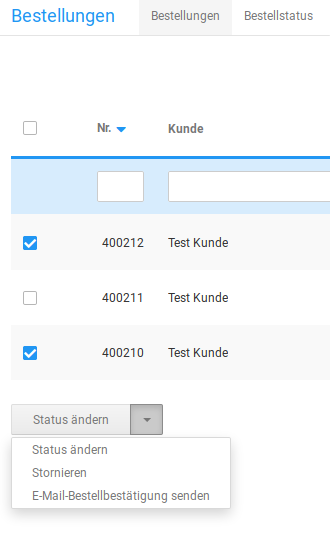 Bestellungen Bestellungen Bestellstatus
Nr. Kunde
400212 Test Kunde
400211 Test Kunde
400210 Test Kunde
Status ändern
Status ändern
Stornieren
E-Mail-Bestellbestätigung senden